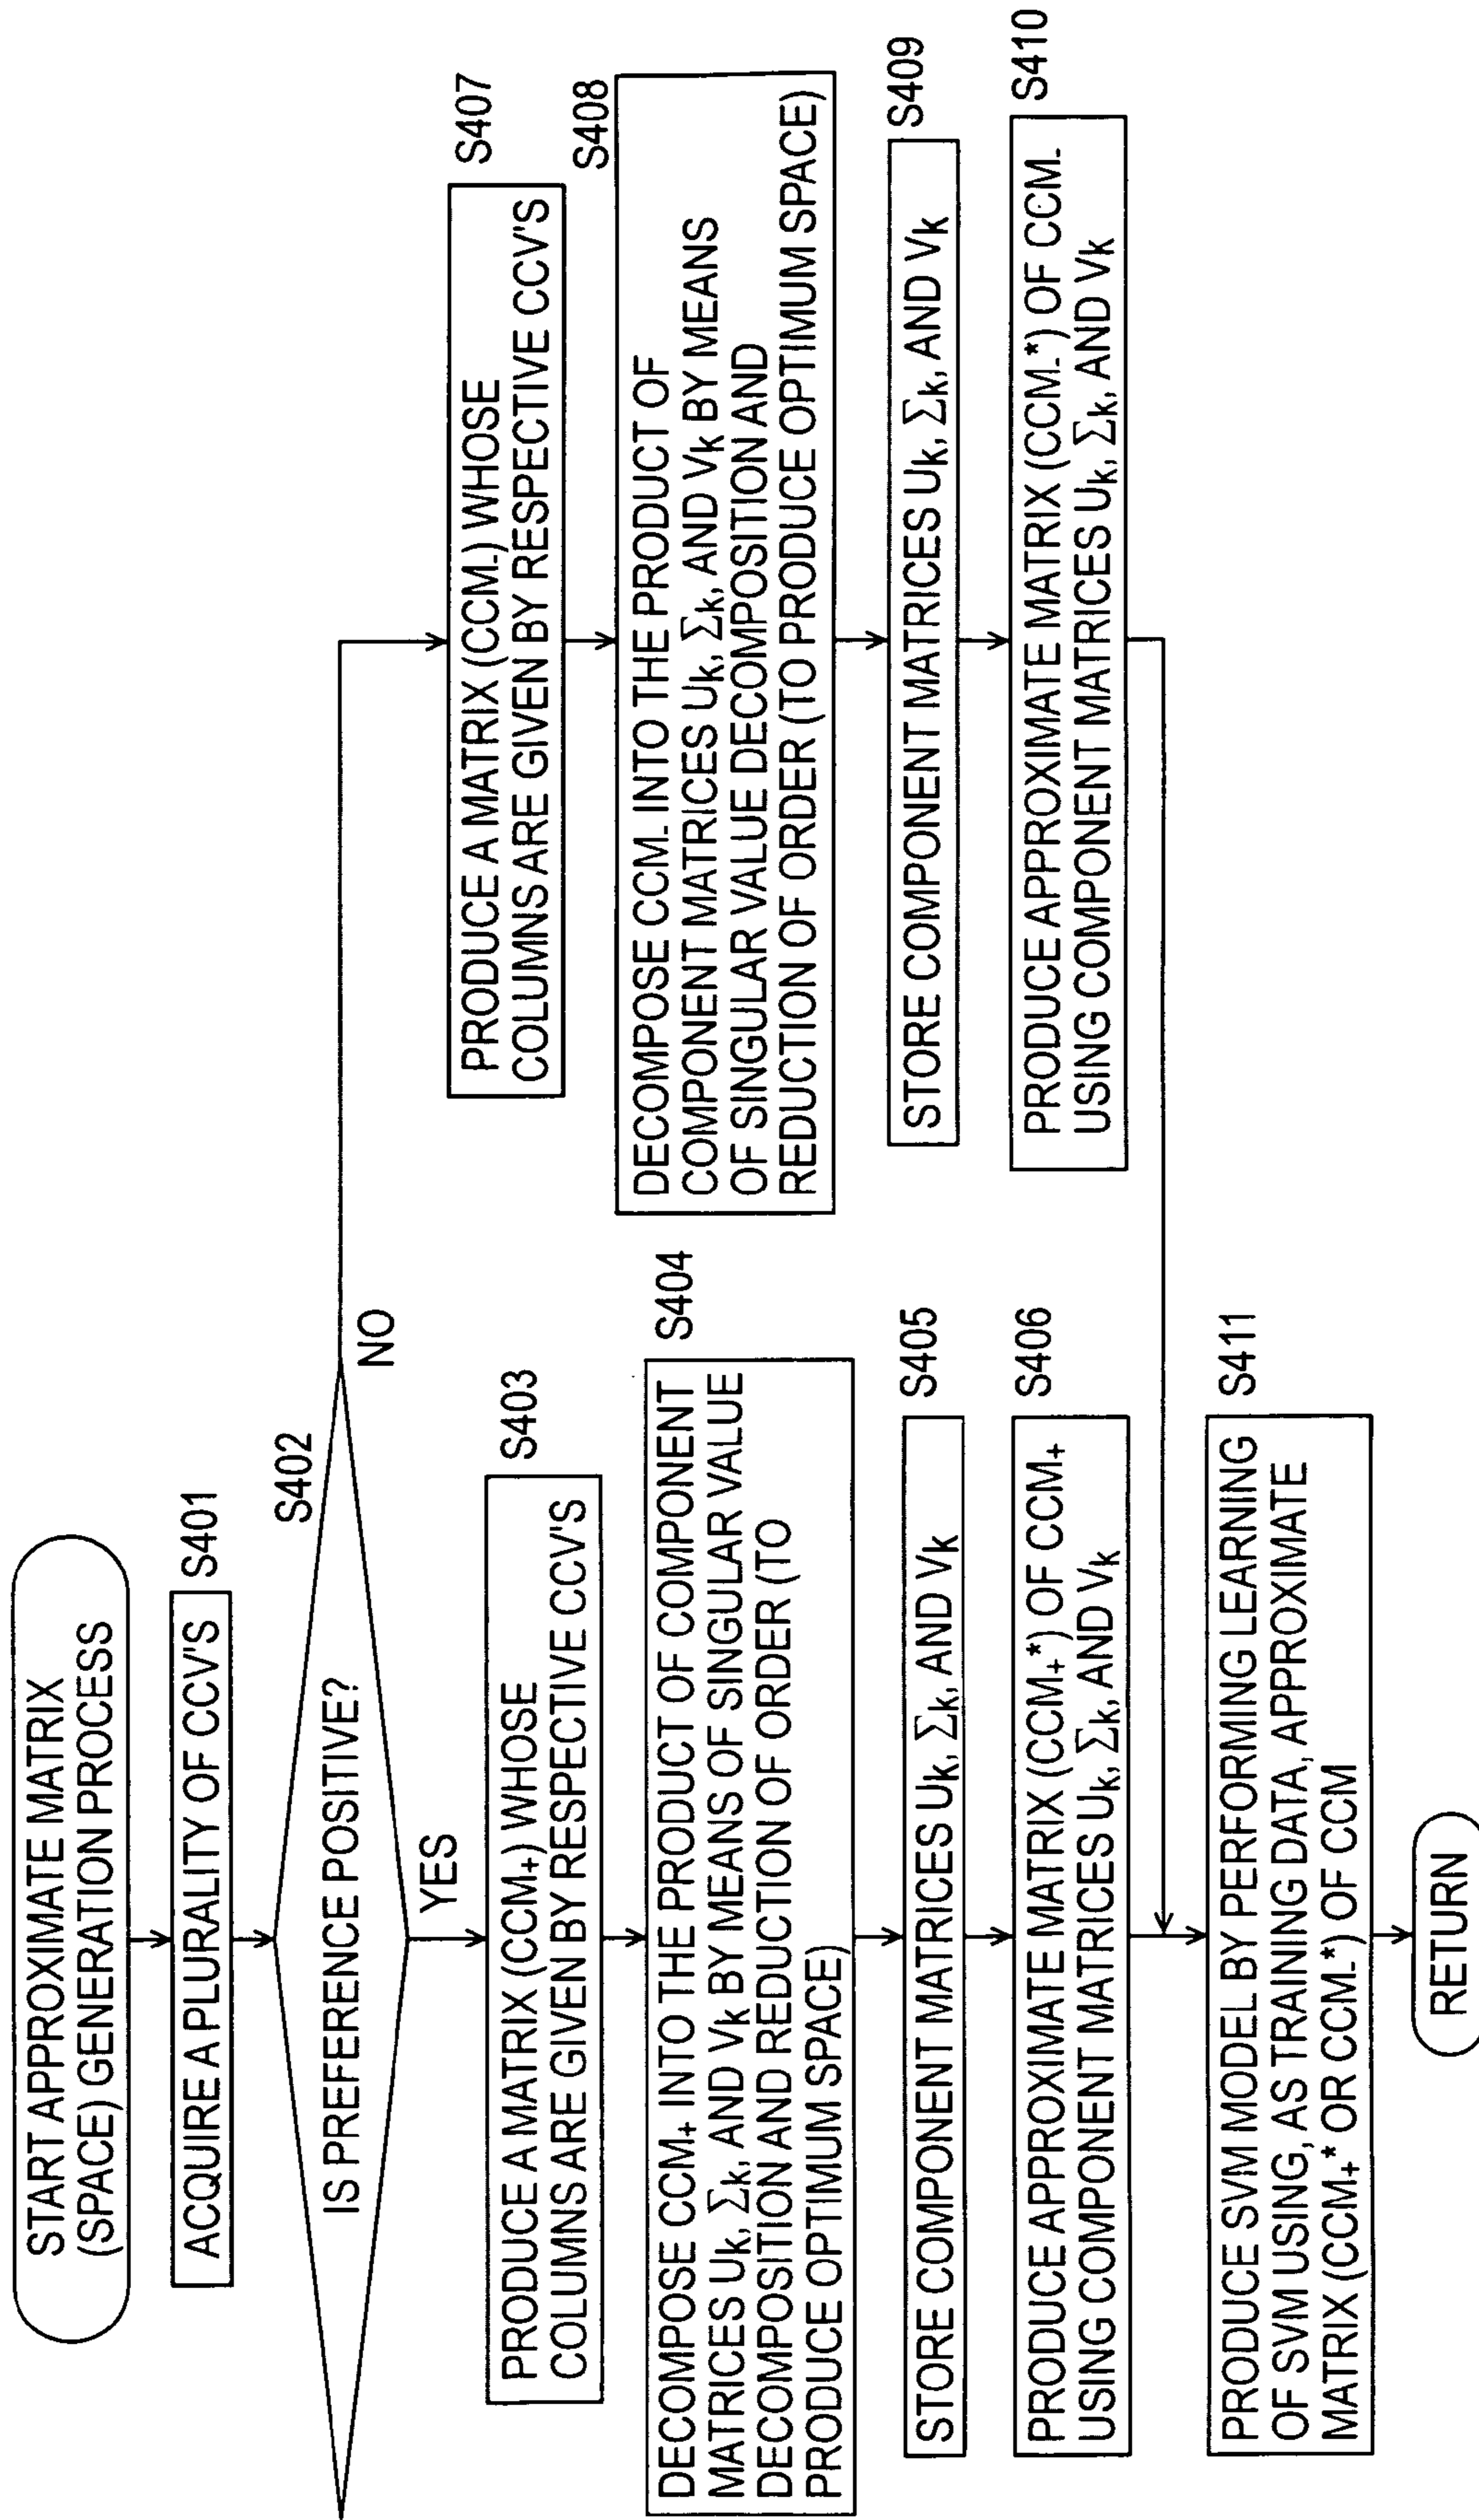 START APPROXIMATE MATRIX
(SPACE) GENERATION PROCESS
S401
ACQUIRE A PLURALITY OF CCV'S
S402
IS PREFERENCE POSITIVE?
NO
YES
S403
PRODUCE A MATRIX (CCM₊) WHOSE
COLUMNS ARE GIVEN BY RESPECTIVE CCV'S
S404
DECOMPOSE CCM₊ INTO THE PRODUCT OF COMPONENT
MATRICES Uk, Σk, AND Vk BY MEANS OF SINGULAR VALUE
DECOMPOSITION AND REDUCTION OF ORDER (TO
PRODUCE OPTIMUM SPACE)
S405
STORE COMPONENT MATRICES Uk, Σk, AND Vk
S406
PRODUCE APPROXIMATE MATRIX (CCM₊*) OF CCM₊
USING COMPONENT MATRICES Uk, Σk, AND Vk
S407
PRODUCE A MATRIX (CCM₋) WHOSE
COLUMNS ARE GIVEN BY RESPECTIVE CCV'S
S408
DECOMPOSE CCM₋ INTO THE PRODUCT OF
COMPONENT MATRICES Uk, Σk, AND Vk BY MEANS
OF SINGULAR VALUE DECOMPOSITION AND
REDUCTION OF ORDER (TO PRODUCE OPTIMUM SPACE)
S409
STORE COMPONENT MATRICES Uk, Σk, AND Vk
S410
PRODUCE APPROXIMATE MATRIX (CCM₋*) OF CCM₋
USING COMPONENT MATRICES Uk, Σk, AND Vk
S411
PRODUCE SVM MODEL BY PERFORMING LEARNING
OF SVM USING, AS TRAINING DATA, APPROXIMATE
MATRIX (CCM₊* OR CCM₋*) OF CCM
RETURN